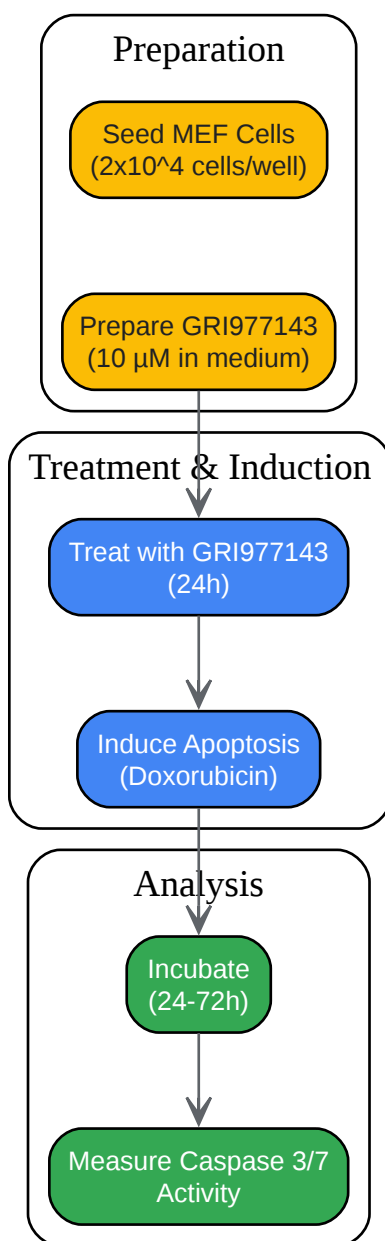 Preparation
Seed MEF Cells
(2x10^4 cells/well)
Prepare GRI977143
(10 µM in medium)
Treatment & Induction
Treat with GRI977143
(24h)
Induce Apoptosis
(Doxorubicin)
Analysis
Incubate
(24-72h)
Measure Caspase 3/7
Activity